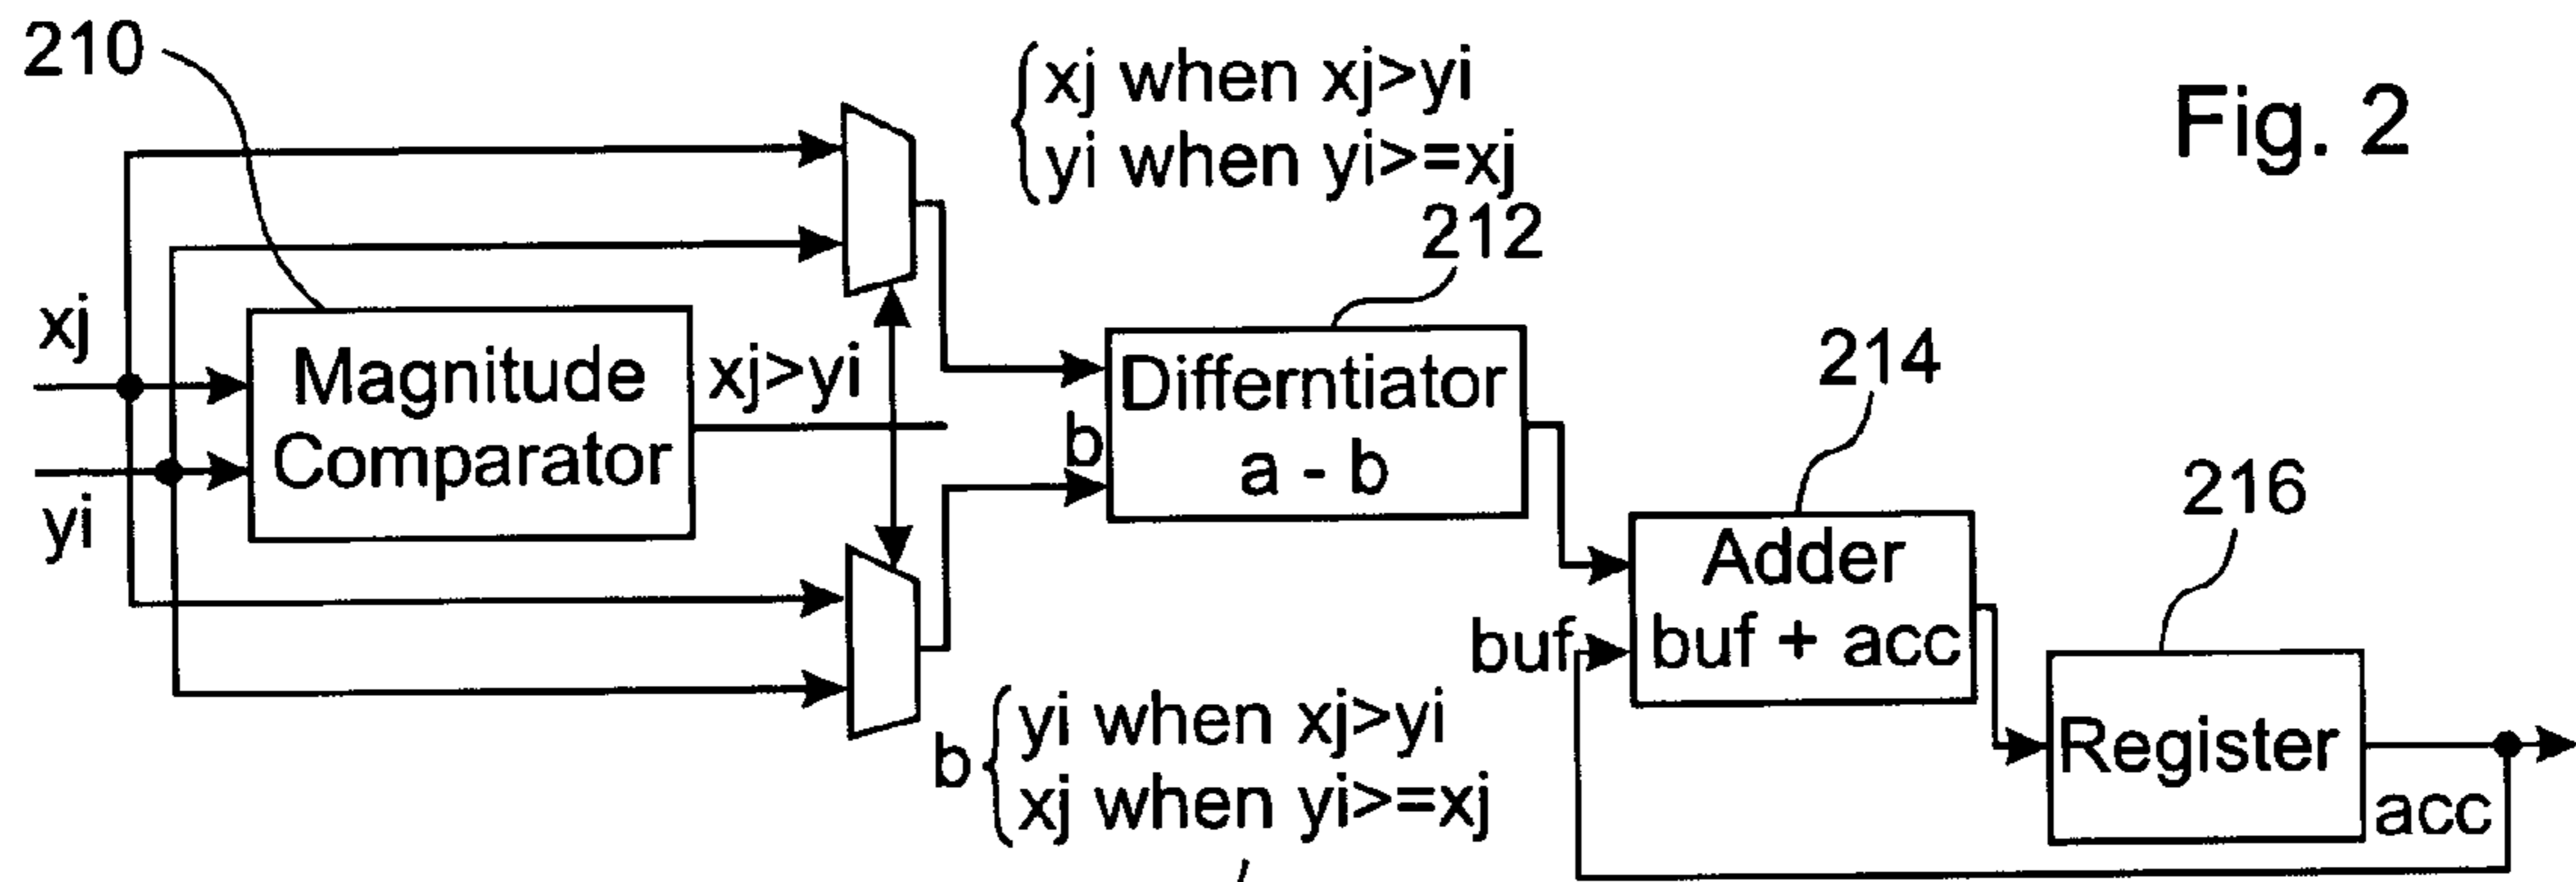 210
xj when xj>yi
yi when yi>=xj
Fig. 2
212
xj
Magnitude
Comparator
yi
xj>yi
b
Differntiator
a - b
214
Adder
buf + acc
buf
216
Register
acc
b
yi when xj>yi
xj when yi>=xj